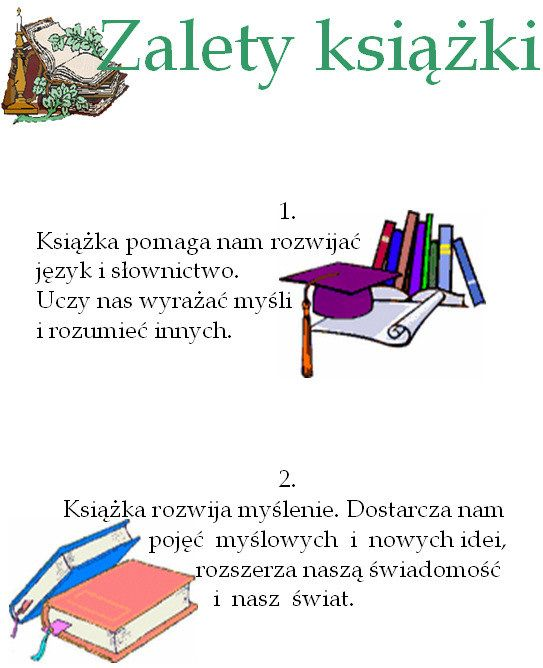 Zalety książki
1.
Książka pomaga nam rozwijać
język i słownictwo.
Uczy nas wyrażać myśli
i rozumieć innych.
2.
Książka rozwija myślenie. Dostarcza nam
pojęć myślowych i nowych idei,
rozszerza naszą świadomość
i nasz świat.